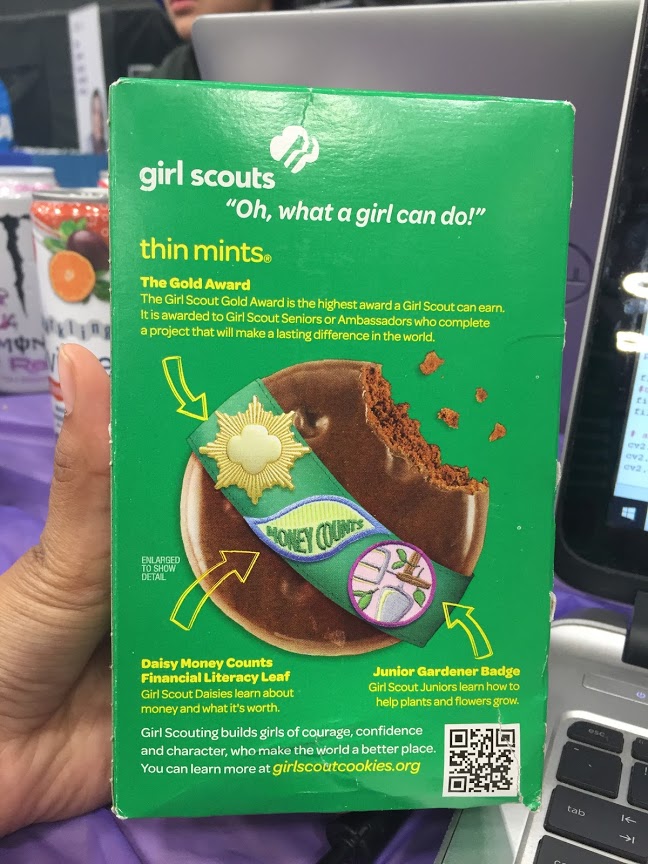 girl scouts
"Oh, what a girl can do!"
thin mints®
The Gold Award
The Girl Scout Gold Award is the highest award a Girl Scout can earn.
It is awarded to Girl Scout Seniors or Ambassadors who complete
a project that will make a lasting difference in the world.
MONEY COUNTS
ENLARGED
TO SHOW
DETAIL
Daisy Money Counts
Financial Literacy Leaf
Girl Scout Daisies learn about
money and what it's worth.
Junior Gardener Badge
Girl Scout Juniors learn how to
help plants and flowers grow.
Girl Scouting builds girls of courage, confidence
and character, who make the world a better place.
You can learn more at girlscoutcookies.org
esc
tab
cv2.
cv2.
cv2.